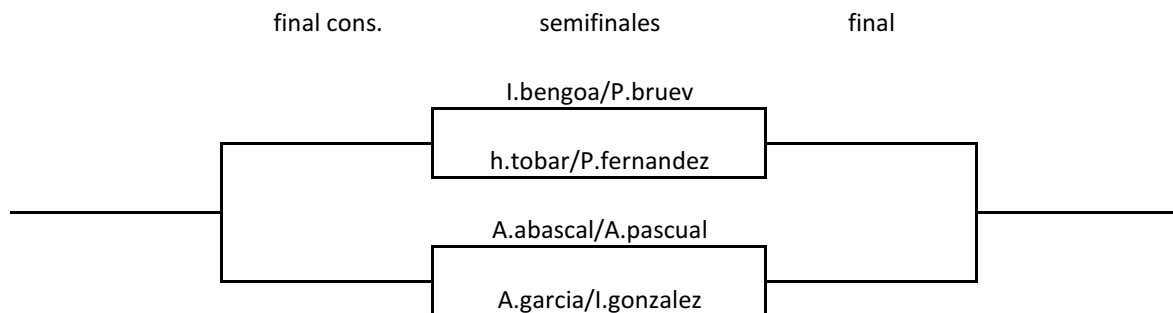 final cons. semifinales final
I.bengoa/P.bruev
h.tobar/P.fernandez
A.abascal/A.pascual
A.garcia/I.gonzalez